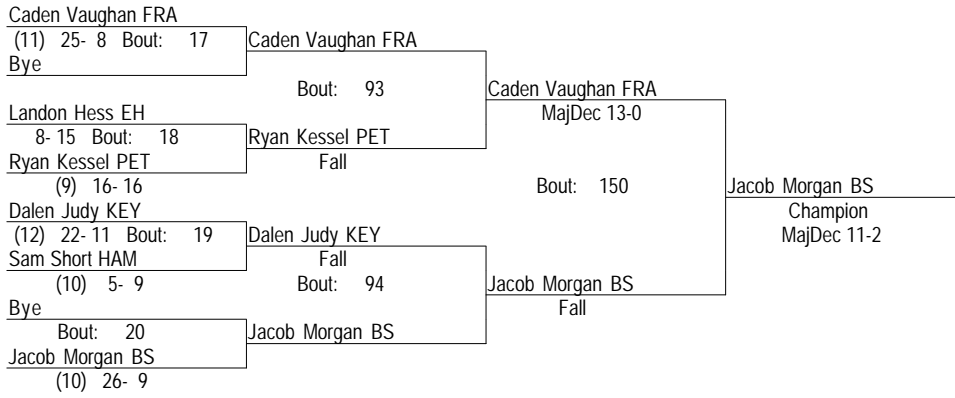 Caden Vaughan FRA
(11) 25- 8 Bout: 17
Bye
Caden Vaughan FRA
Bout: 93
Landon Hess EH
8- 15 Bout: 18
Ryan Kessel PET
(9) 16- 16
Ryan Kessel PET
Fall
Caden Vaughan FRA
MajDec 13-0
Bout: 150
Dalen Judy KEY
(12) 22- 11 Bout: 19
Sam Short HAM
(10) 5- 9
Dalen Judy KEY
Fall
Bout: 94
Bye
Bout: 20
Jacob Morgan BS
(10) 26- 9
Jacob Morgan BS
Jacob Morgan BS
Fall
Jacob Morgan BS
Champion
MajDec 11-2